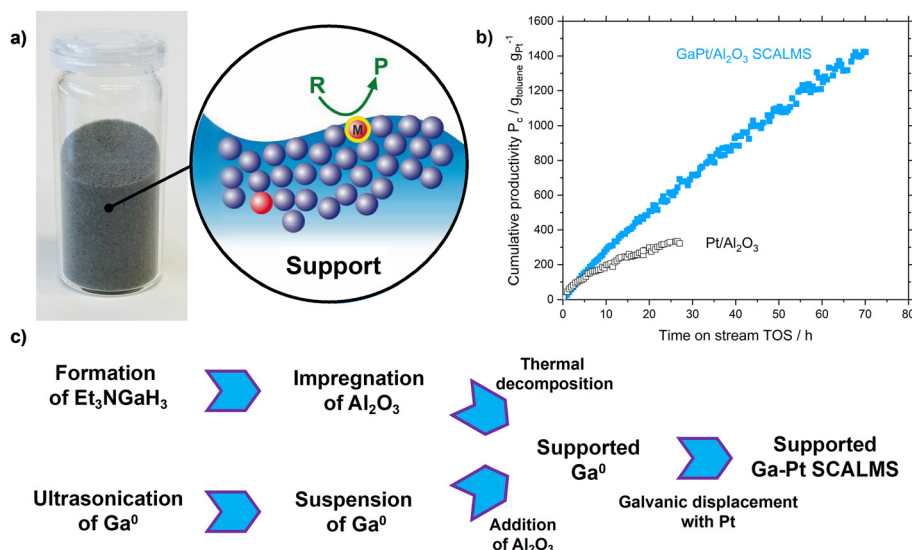 a)
R
P
M
Support
b)
Cumulative productivity P_c / g_toluene g_Pt^-1
1600
1400
1200
1000
800
600
400
200
0
GaPt/Al₂O₃ SCALMS
Pt/Al₂O₃
0 10 20 30 40 50 60 70 80
Time on stream TOS / h
c)
Formation
of Et₃NGaH₃
Impregnation
of Al₂O₃
Thermal
decomposition
Ultrasonication
of Ga⁰
Suspension
of Ga⁰
Addition
of Al₂O₃
Supported
Ga⁰
Galvanic displacement
with Pt
Supported
Ga-Pt SCALMS